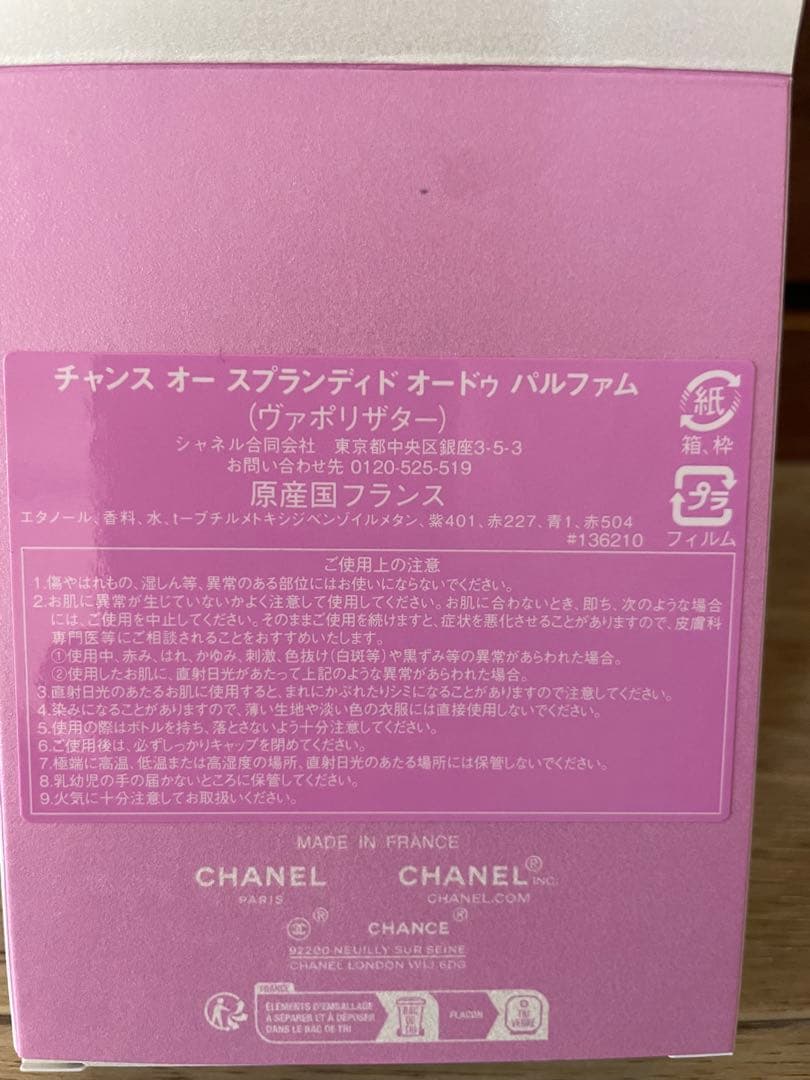 チャンス オー スプランディド オードゥ パルファム
(ヴァポリザター)
シャネル合同会社　東京都中央区銀座3-5-3
お問い合わせ先 0120-525-519
原産国フランス
エタノール、香料、水、t-ブチルメトキシジベンゾイルメタン、紫401、赤227、青1、赤504
#136210
紙
箱、枠
プラ
フィルム
ご使用上の注意
1.傷やはれもの、湿しん等、異常のある部位にはお使いにならないでください。
2.お肌に異常が生じていないかよく注意して使用してください。お肌に合わないとき、即ち、次のような場合
には、ご使用を中止してください。そのままご使用を続けますと、症状を悪化させることがありますので、皮膚科
専門医等にご相談されることをおすすめいたします。
①使用中、赤み、はれ、かゆみ、刺激、色抜け(白斑等)や黒ずみ等の異常があらわれた場合。
②使用したお肌に、直射日光があたって上記のような異常があらわれた場合。
3.直射日光のあたるお肌に使用すると、まれにかぶれたりシミになることがありますので注意してください。
4.染みになることがありますので、薄い生地や淡い色の衣服には直接使用しないでください。
5.使用の際はボトルを持ち、落とさないよう十分注意してください。
6.ご使用後は、必ずしっかりキャップを閉めてください。
7.極端に高温、低温または高湿度の場所、直射日光のあたる場所には保管しないでください。
8.乳幼児の手の届かないところに保管してください。
9.火気に十分注意してお取扱いください。
MADE IN FRANCE
CHANEL CHANEL® INC.
PARIS CHANEL.COM
® CHANCE®
92200 NEUILLY SUR SEINE
CHANEL LONDON W1J 6DG
FRANCE
ÉLÉMENTS D'EMBALLAGE
À SÉPARER ET À DÉPOSER
DANS LE BAC DE TRI
BAC DE TRI
FLACON
TRI VERRE